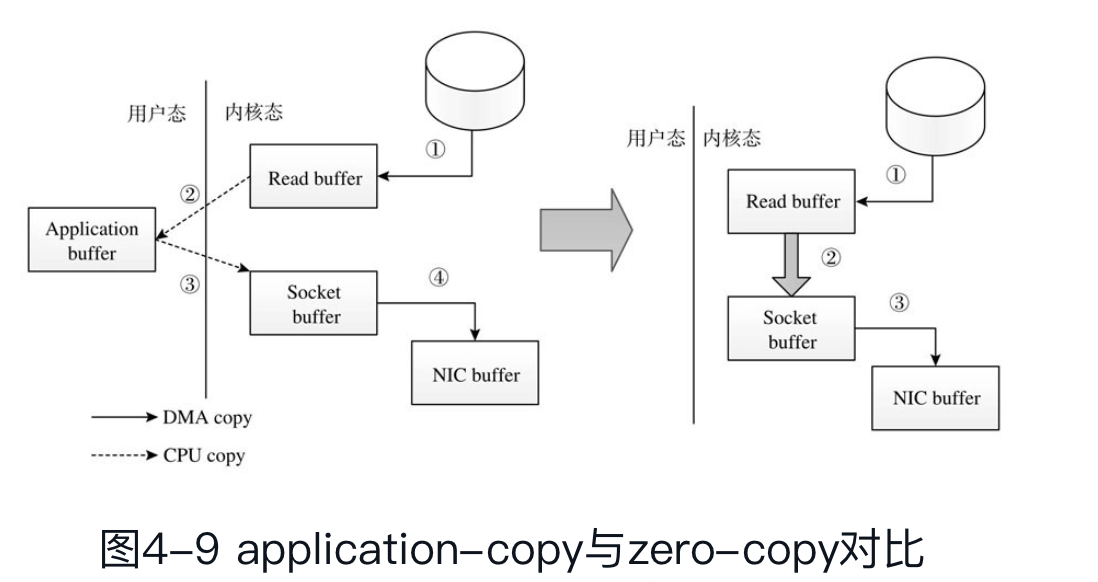 用户态
内核态
①
Read buffer
②
Application
buffer
③
Socket
buffer
④
NIC buffer
DMA copy
CPU copy
用户态
内核态
①
Read buffer
②
Socket
buffer
③
NIC buffer
图4-9 application-copy与zero-copy对比